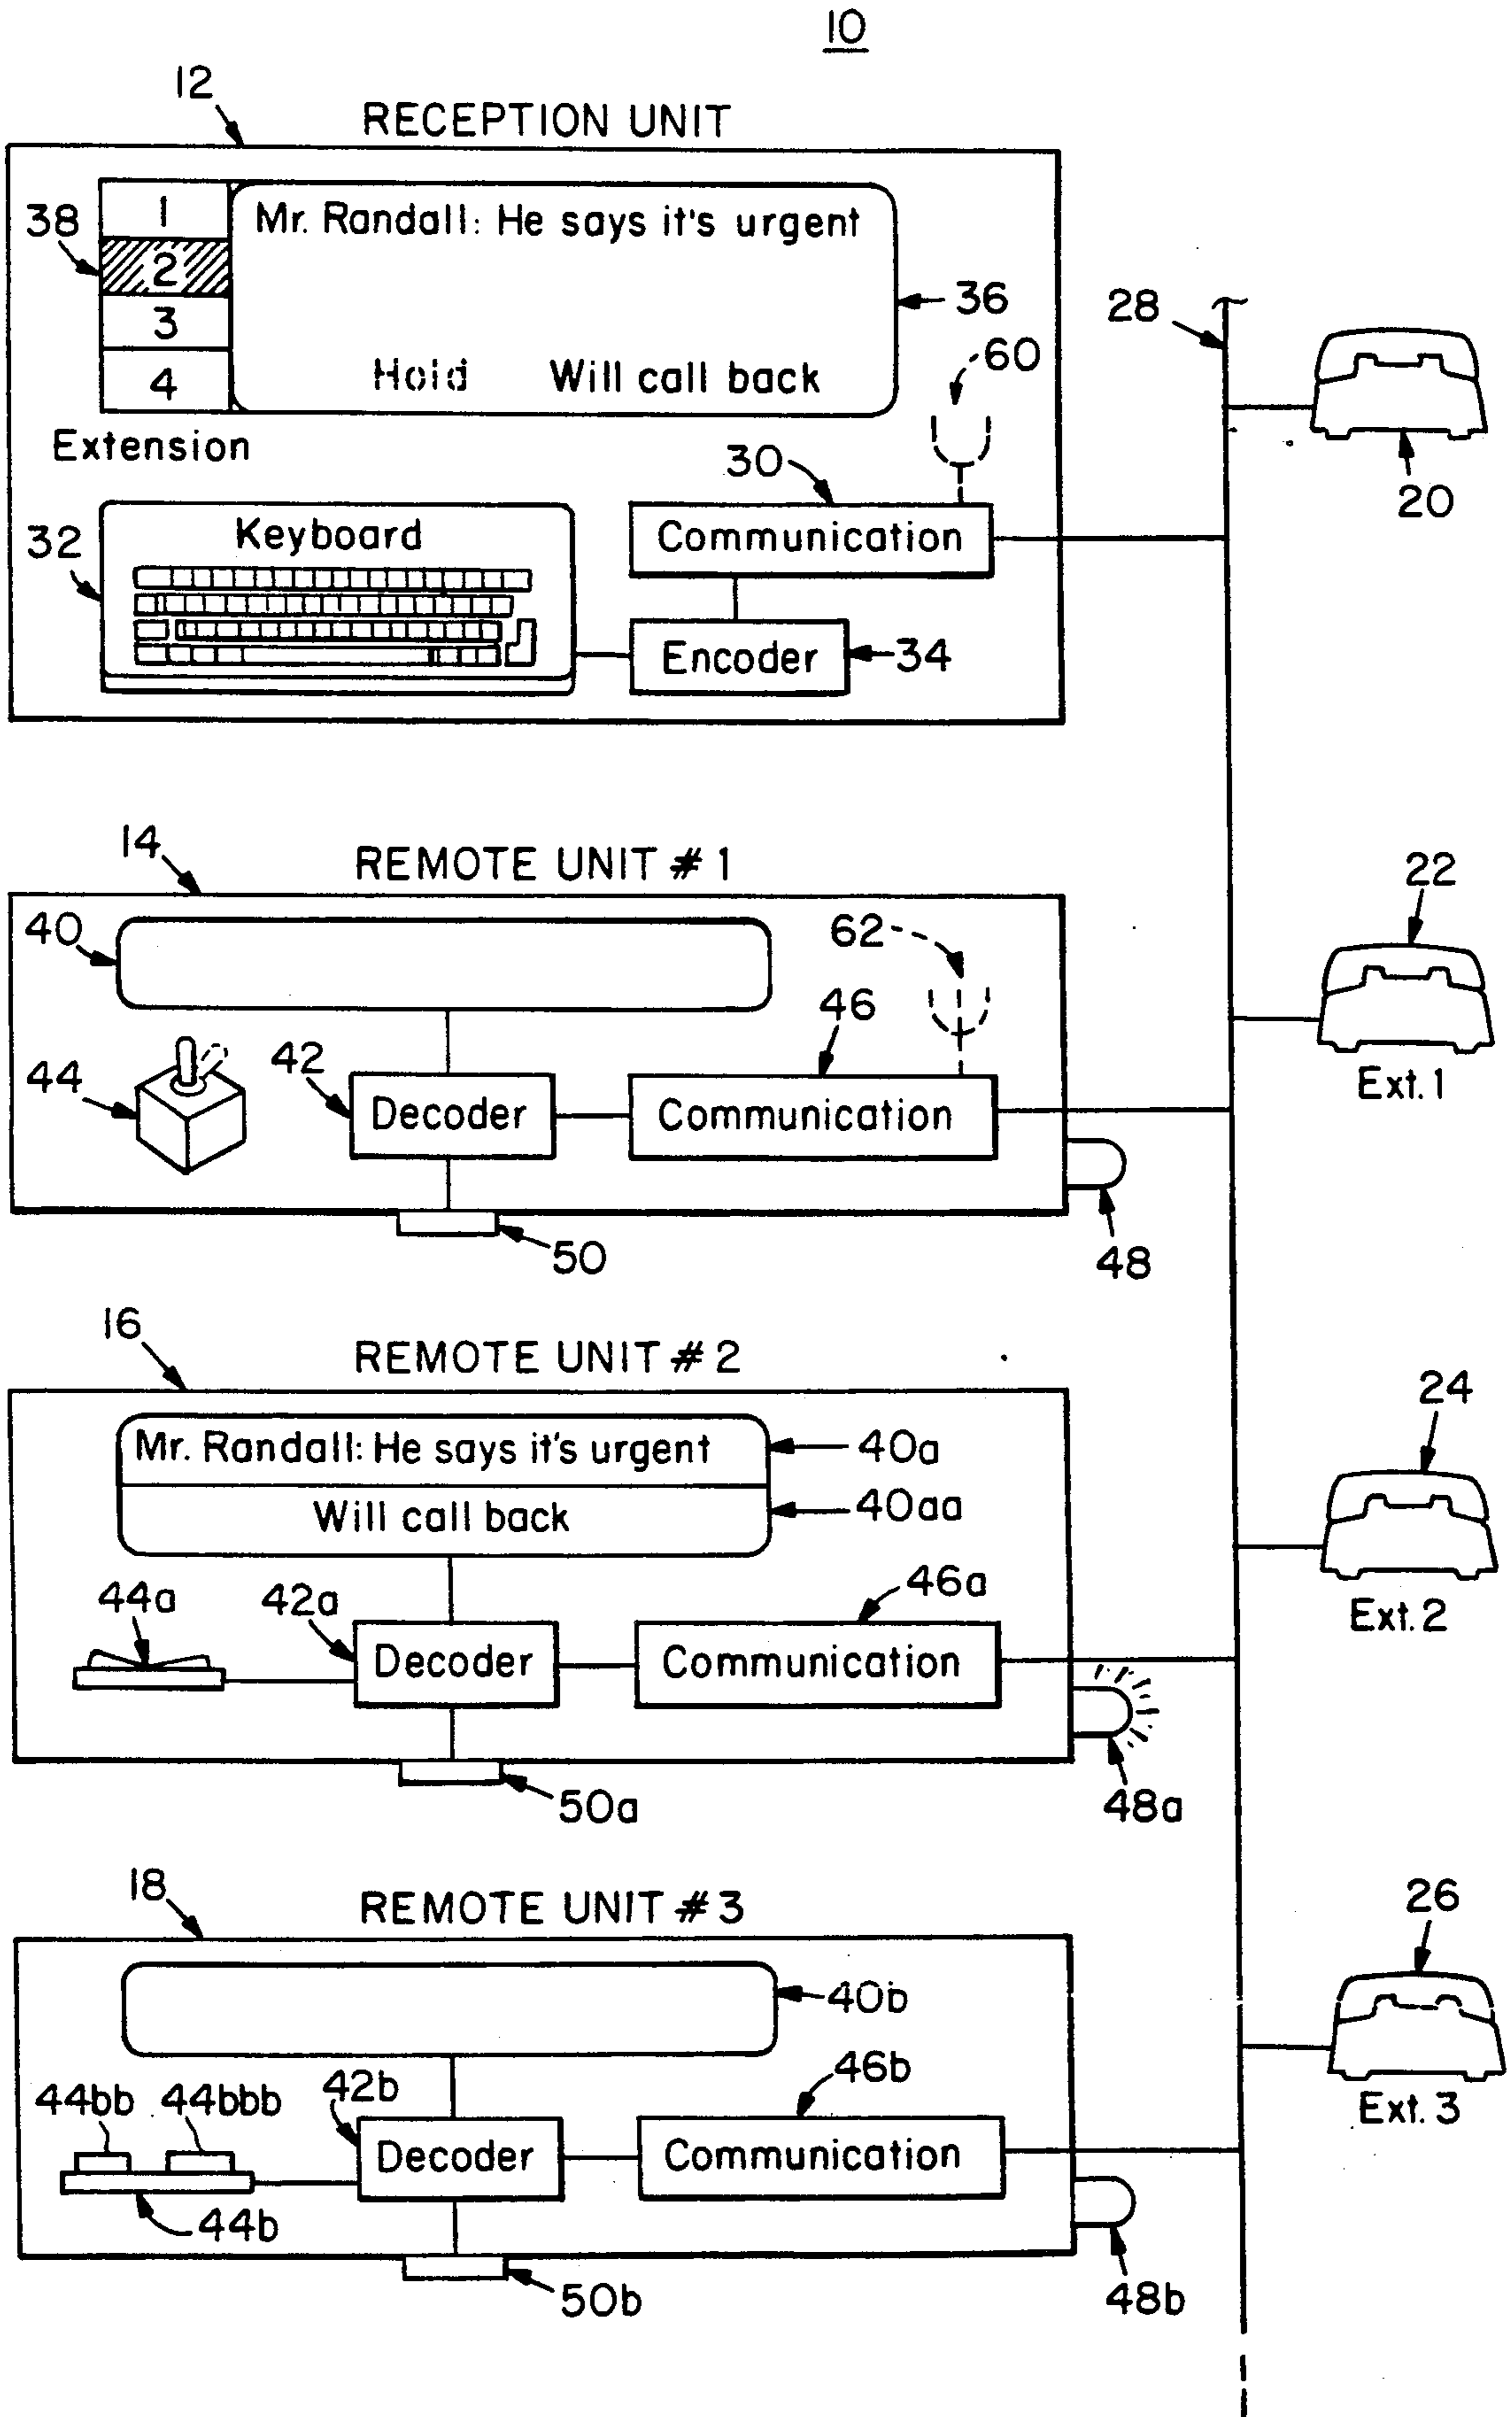 10
12
RECEPTION UNIT
38
1
2
3
4
Mr. Randall: He says it's urgent
Hold Will call back
36
60
28
20
Extension
30
32
Keyboard
Communication
Encoder
34
14
REMOTE UNIT # 1
22
40
62
46
44
42
Decoder
Communication
Ext. 1
50
48
16
REMOTE UNIT # 2
24
Mr. Randall: He says it's urgent
40a
Will call back
40aa
44a
42a
46a
Decoder
Communication
Ext. 2
50a
48a
18
REMOTE UNIT # 3
26
40b
44bb
44bbb
42b
46b
Decoder
Communication
Ext. 3
44b
50b
48b